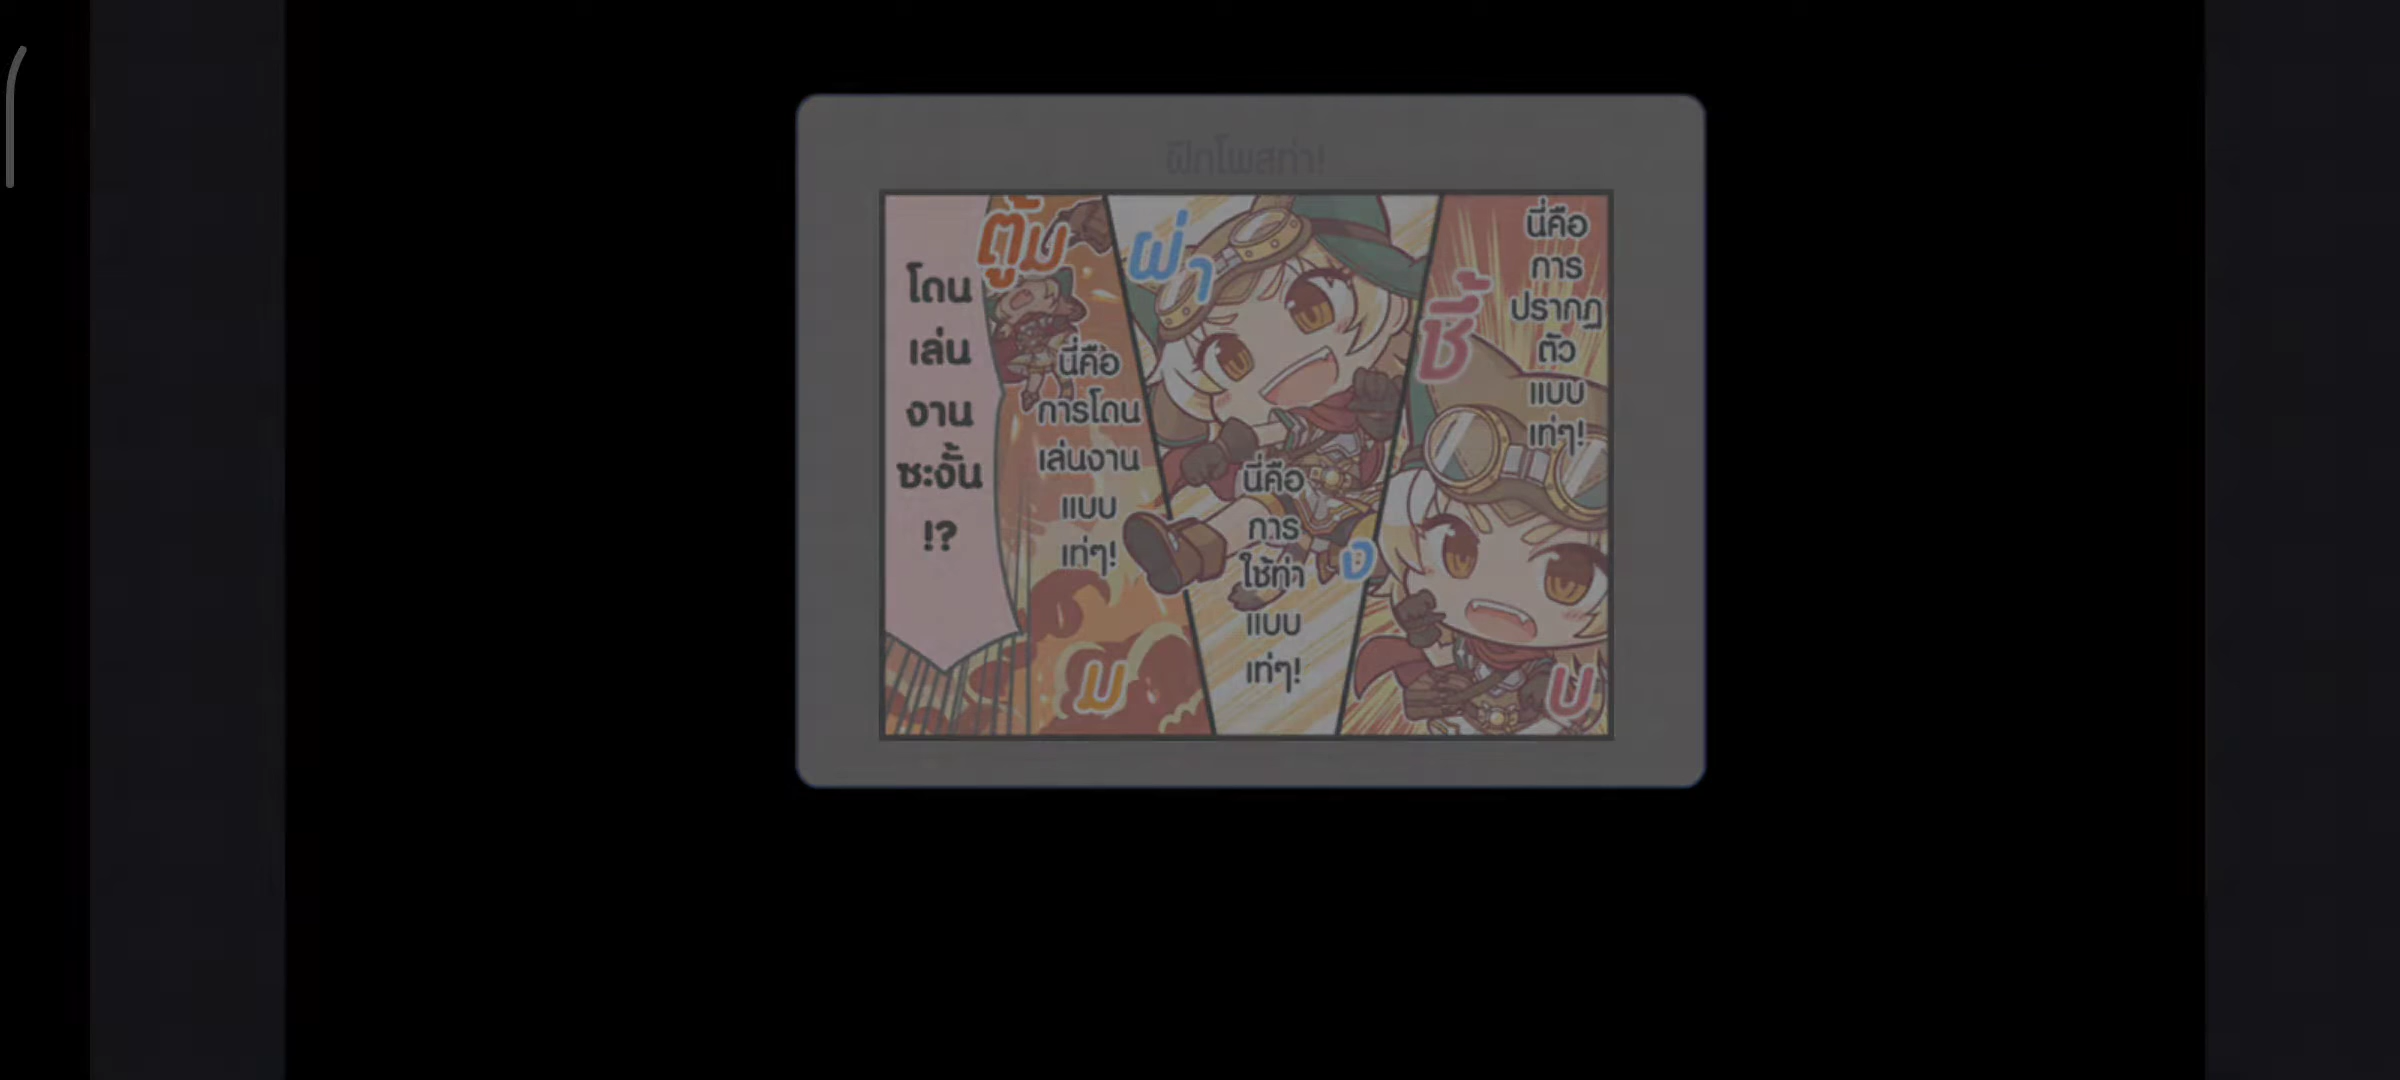 ฝึกโพสท่า!
นี่คือ
การ
ปรากฏ
ตัว
แบบ
เท่ๆ!
ชี้
บ
ผ่า
ง
นี่คือ
การ
ใช้ท่า
แบบ
เท่ๆ!
ตู้ม
ม
นี่คือ
การโดน
เล่นงาน
แบบ
เท่ๆ!
โดน
เล่น
งาน
ซะงั้น
!?